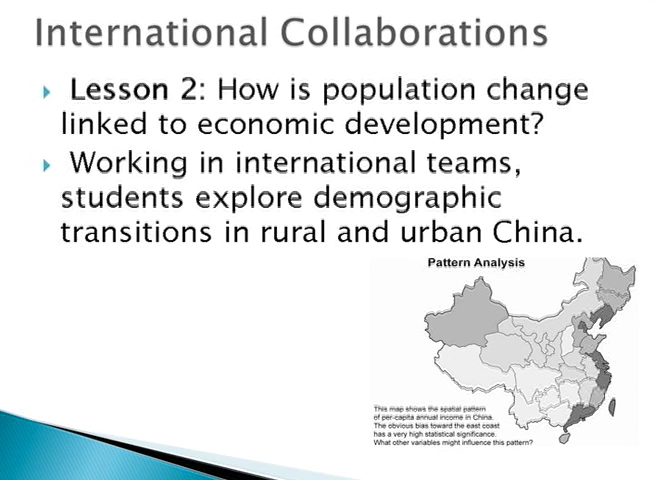 International Collaborations
Lesson 2: How is population change
linked to economic development?
Working in international teams,
students explore demographic
transitions in rural and urban China.
Pattern Analysis
This map shows the spatial pattern
of per-capita annual income in China.
The obvious bias toward the east coast
has a very high statistical significance.
What other variables might influence this pattern?